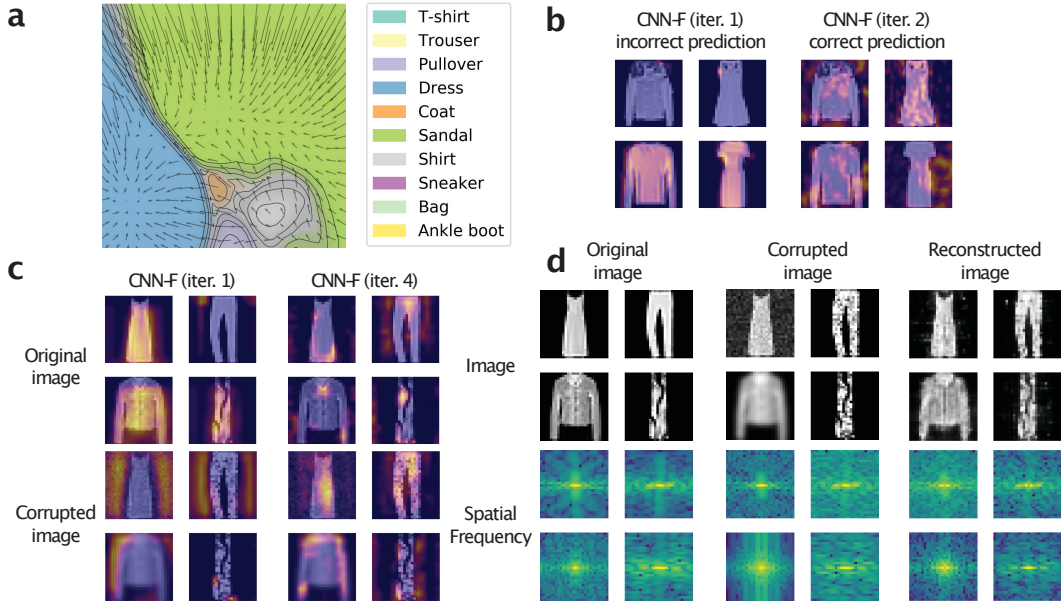 a
T-shirt
Trouser
Pullover
Dress
Coat
Sandal
Shirt
Sneaker
Bag
Ankle boot
b
CNN-F (iter. 1)
incorrect prediction
CNN-F (iter. 2)
correct prediction
c
CNN-F (iter. 1)
CNN-F (iter. 4)
Original
image
Corrupted
image
d
Original
image
Corrupted
image
Reconstructed
image
Image
Spatial
Frequency